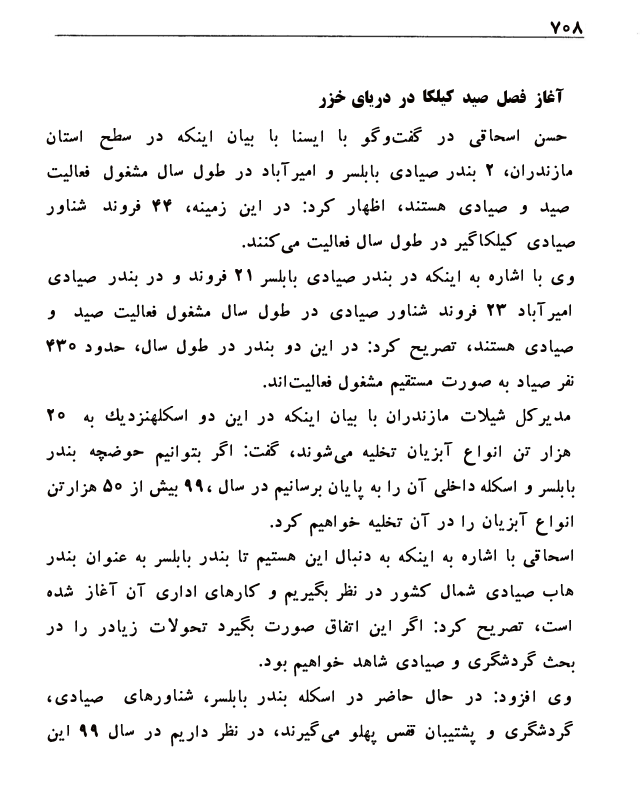 ۷۰۸
آغاز فصل صید کیلکا در دریای خزر
حسن اسحاقی در گفت‌وگو با ایسنا با بیان اینکه در سطح استان
مازندران، ۲ بندر صیادی بابلسر و امیرآباد در طول سال مشغول فعالیت
صید و صیادی هستند، اظهار کرد: در این زمینه، ۴۴ فروند شناور
صیادی کیلکاگیر در طول سال فعالیت می‌کنند.
وی با اشاره به اینکه در بندر صیادی بابلسر ۲۱ فروند و در بندر صیادی
امیرآباد ۲۳ فروند شناور صیادی در طول سال مشغول فعالیت صید و
صیادی هستند، تصریح کرد: در این دو بندر در طول سال، حدود ۴۳۰
نفر صیاد به صورت مستقیم مشغول فعالیت‌اند.
مدیرکل شیلات مازندران با بیان اینکه در این دو اسکلهنزدیك به ۲۰
هزار تن انواع آبزیان تخلیه می‌شوند، گفت: اگر بتوانیم حوضچه بندر
بابلسر و اسکله داخلی آن را به پایان برسانیم در سال ،۹۹ بیش از ۵۰ هزارتن
انواع آبزیان را در آن تخلیه خواهیم کرد.
اسحاقی با اشاره به اینکه به دنبال این هستیم تا بندر بابلسر به عنوان بندر
هاب صیادی شمال کشور در نظر بگیریم و کارهای اداری آن آغاز شده
است، تصریح کرد: اگر این اتفاق صورت بگیرد تحولات زیادر را در
بحث گردشگری و صیادی شاهد خواهیم بود.
وی افزود: در حال حاضر در اسکله بندر بابلسر، شناورهای صیادی،
گردشگری و پشتیبان قفس پهلو می‌گیرند، در نظر داریم در سال ۹۹ این